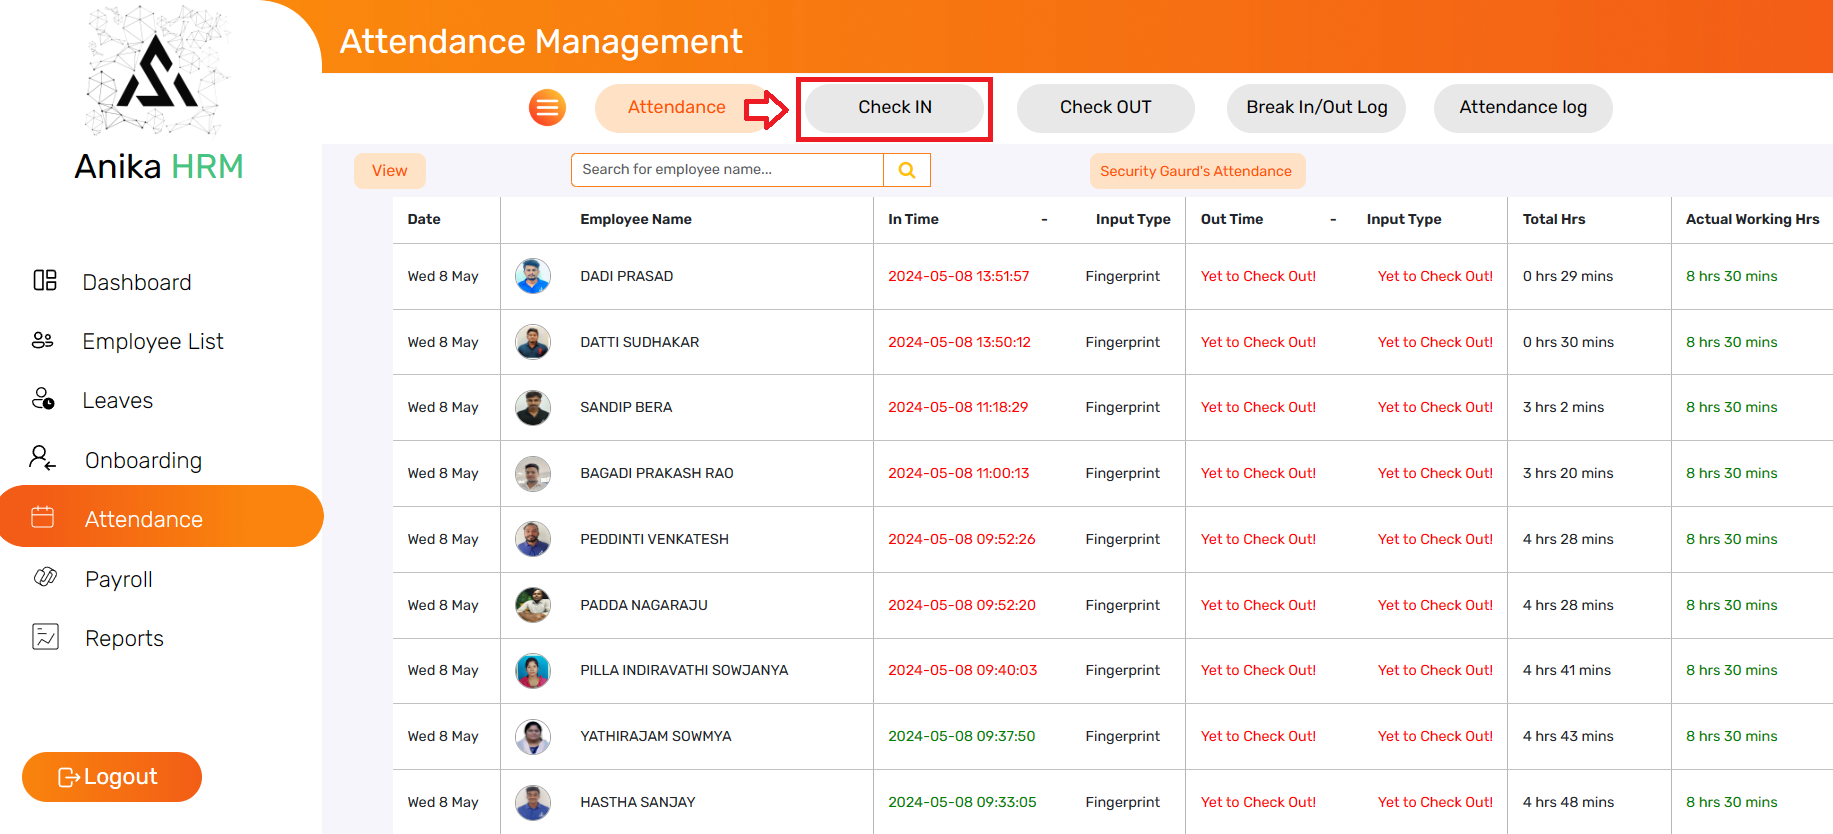 Anika HRM
Dashboard
Employee List
Leaves
Onboarding
Attendance
Payroll
Reports
Logout
Attendance Management
Attendance Check IN Check OUT Break In/Out Log Attendance log
View Search for employee name... Security Gaurd's Attendance
Date Employee Name In Time - Input Type Out Time - Input Type Total Hrs Actual Working Hrs
Wed 8 May DADI PRASAD 2024-05-08 13:51:57 Fingerprint Yet to Check Out! Yet to Check Out! 0 hrs 29 mins 8 hrs 30 mins
Wed 8 May DATTI SUDHAKAR 2024-05-08 13:50:12 Fingerprint Yet to Check Out! Yet to Check Out! 0 hrs 30 mins 8 hrs 30 mins
Wed 8 May SANDIP BERA 2024-05-08 11:18:29 Fingerprint Yet to Check Out! Yet to Check Out! 3 hrs 2 mins 8 hrs 30 mins
Wed 8 May BAGADI PRAKASH RAO 2024-05-08 11:00:13 Fingerprint Yet to Check Out! Yet to Check Out! 3 hrs 20 mins 8 hrs 30 mins
Wed 8 May PEDDINTI VENKATESH 2024-05-08 09:52:26 Fingerprint Yet to Check Out! Yet to Check Out! 4 hrs 28 mins 8 hrs 30 mins
Wed 8 May PADDA NAGARAJU 2024-05-08 09:52:20 Fingerprint Yet to Check Out! Yet to Check Out! 4 hrs 28 mins 8 hrs 30 mins
Wed 8 May PILLA INDIRAVATHI SOWJANYA 2024-05-08 09:40:03 Fingerprint Yet to Check Out! Yet to Check Out! 4 hrs 41 mins 8 hrs 30 mins
Wed 8 May YATHIRAJAM SOWMYA 2024-05-08 09:37:50 Fingerprint Yet to Check Out! Yet to Check Out! 4 hrs 43 mins 8 hrs 30 mins
Wed 8 May HASTHA SANJAY 2024-05-08 09:33:05 Fingerprint Yet to Check Out! Yet to Check Out! 4 hrs 48 mins 8 hrs 30 mins